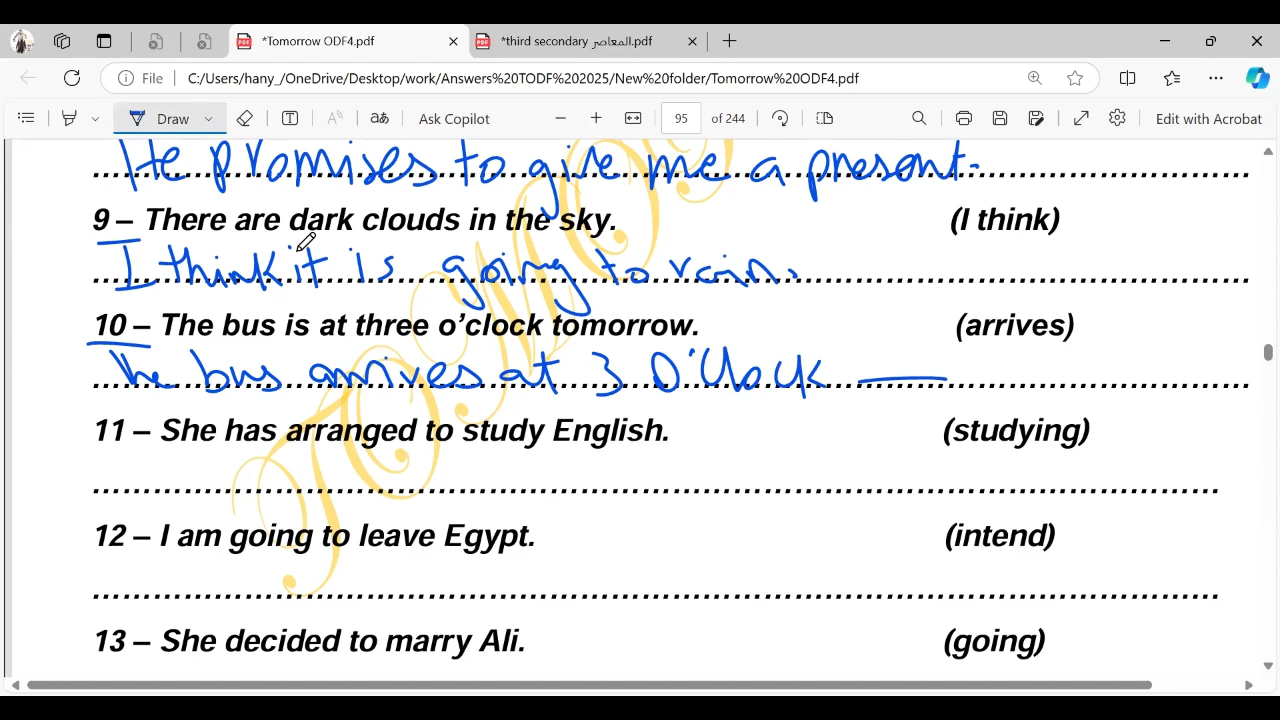 *Tomorrow ODF4.pdf
*third secondary المعاصر.pdf
File C:/Users/hany_/OneDrive/Desktop/work/Answers%20TODF%202025/New%20folder/Tomorrow%20ODF4.pdf
Draw Ask Copilot 95 of 244 Edit with Acrobat
He promises to give me a present.
9 – There are dark clouds in the sky. (I think)
I think it is going to rain.
10 – The bus is at three o'clock tomorrow. (arrives)
The bus arrives at 3 O'Clock
11 – She has arranged to study English. (studying)
12 – I am going to leave Egypt. (intend)
13 – She decided to marry Ali. (going)